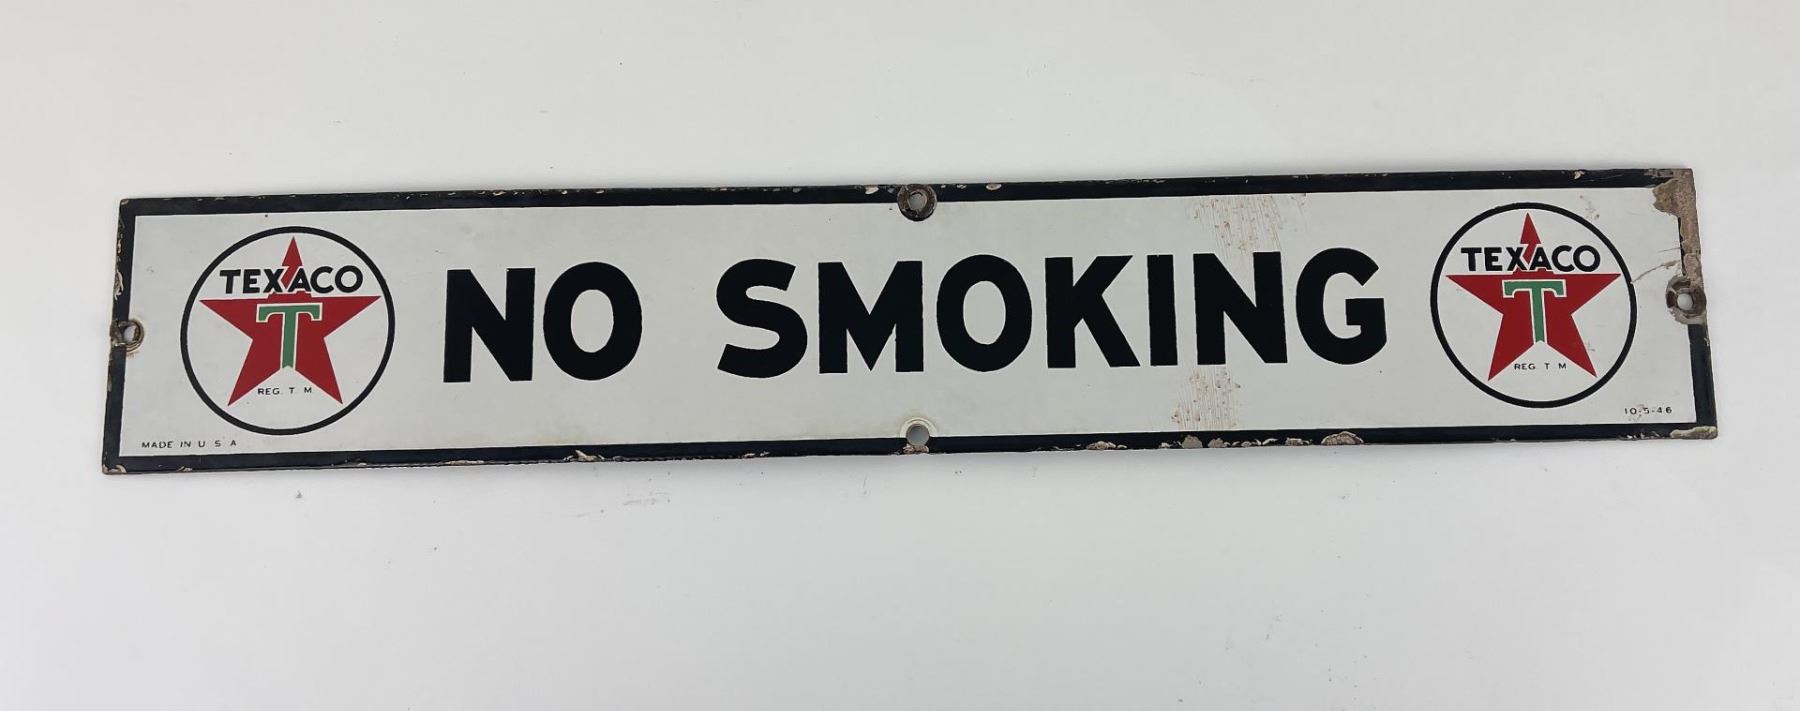 TEXACO
T
REG. T. M.
NO SMOKING
TEXACO
T
REG. T. M.
MADE IN U. S. A.
10-5-46